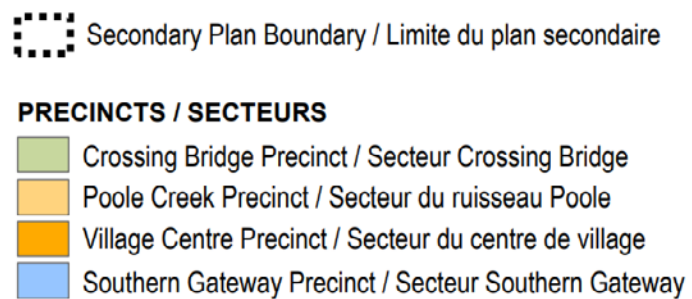 Secondary Plan Boundary / Limite du plan secondaire
PRECINCTS / SECTEURS
Crossing Bridge Precinct / Secteur Crossing Bridge
Poole Creek Precinct / Secteur du ruisseau Poole
Village Centre Precinct / Secteur du centre de village
Southern Gateway Precinct / Secteur Southern Gateway